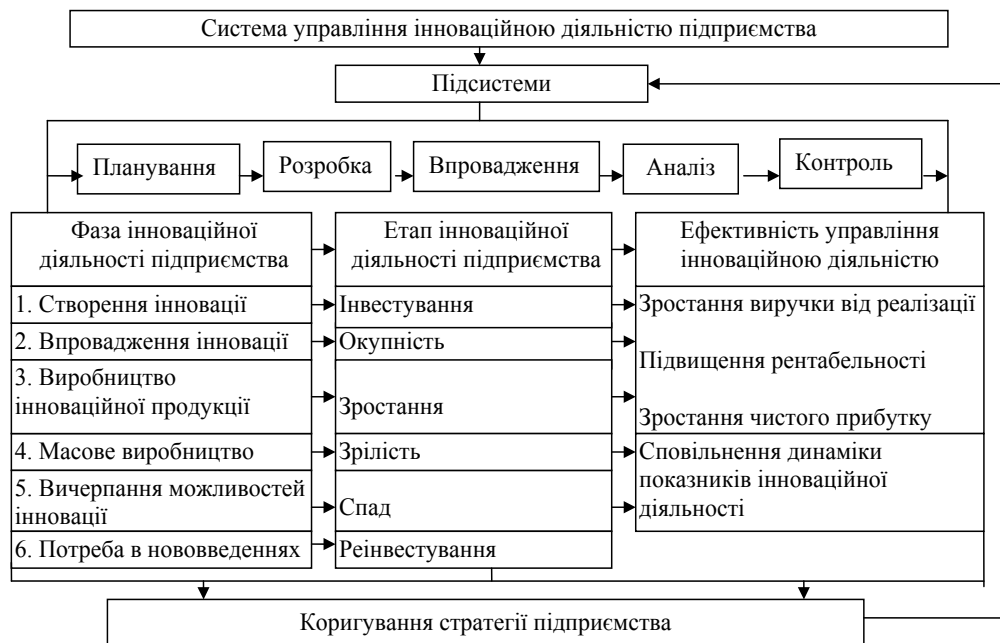 Система управління інноваційною діяльністю підприємства
Підсистеми
Планування
Розробка
Впровадження
Аналіз
Контроль
Фаза інноваційної
діяльності підприємства
Етап інноваційної
діяльності підприємства
Ефективність управління
інноваційною діяльністю
1. Створення інновації
Інвестування
Зростання виручки від реалізації
2. Впровадження інновації
Окупність
Підвищення рентабельності
3. Виробництво
інноваційної продукції
Зростання
Зростання чистого прибутку
4. Масове виробництво
Зрілість
Сповільнення динаміки
показників інноваційної
діяльності
5. Вичерпання можливостей
інновації
Спад
6. Потреба в нововведеннях
Реінвестування
Коригування стратегії підприємства